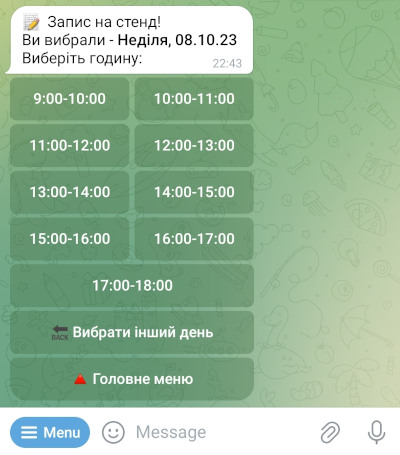 📝 Запис на стенд!
Ви вибрали - Неділя, 08.10.23
Виберіть годину:
22:43
9:00-10:00
10:00-11:00
11:00-12:00
12:00-13:00
13:00-14:00
14:00-15:00
15:00-16:00
16:00-17:00
17:00-18:00
🔙 Вибрати інший день
🔺 Головне меню
Menu
Message